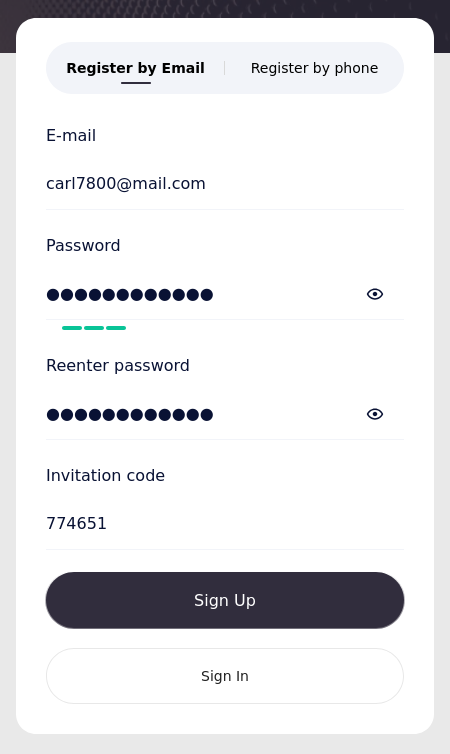 Register by Email
Register by phone
E-mail
carl7800@mail.com
Password
●●●●●●●●●●●●
Reenter password
●●●●●●●●●●●●
Invitation code
774651
Sign Up
Sign In